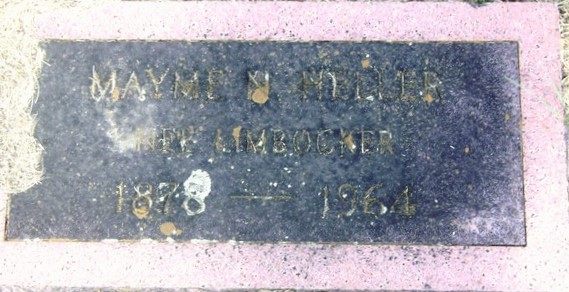 MAYME N. HELLER
NEE LIMBOCKER
1878 — 1964